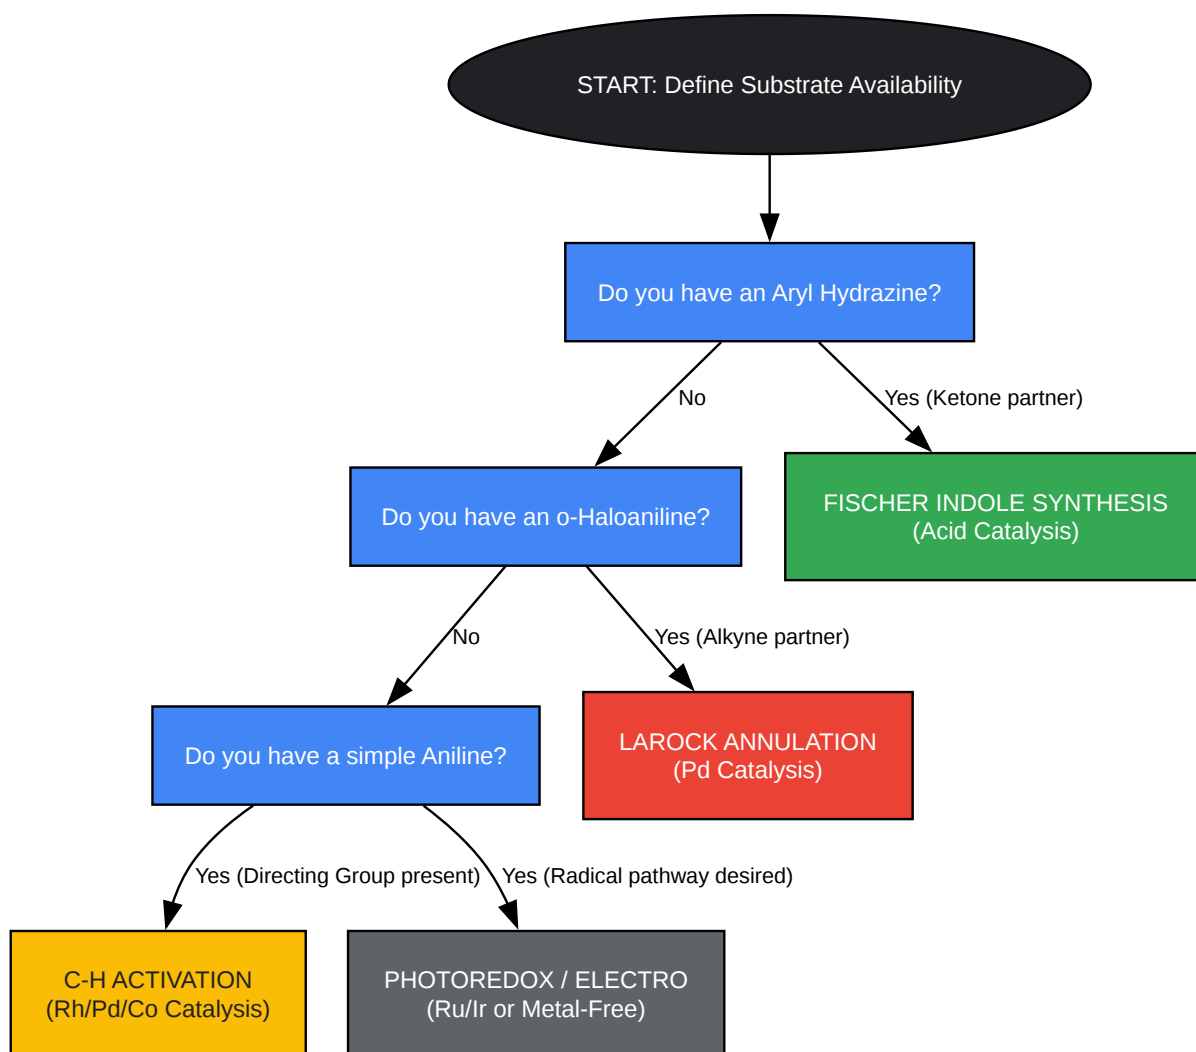 START: Define Substrate Availability
Do you have an Aryl Hydrazine?
No
Yes (Ketone partner)
FISCHER INDOLE SYNTHESIS
(Acid Catalysis)
Do you have an o-Haloaniline?
No
Yes (Alkyne partner)
LAROCK ANNULATION
(Pd Catalysis)
Do you have a simple Aniline?
Yes (Directing Group present)
Yes (Radical pathway desired)
C-H ACTIVATION
(Rh/Pd/Co Catalysis)
PHOTOREDOX / ELECTRO
(Ru/Ir or Metal-Free)